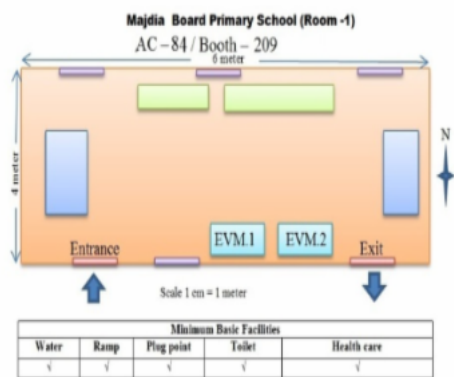 Majdia Board Primary School (Room -1)
AC – 84 / Booth – 209
6 meter
4 meter
N
EVM.1 EVM.2
Entrance Exit
Scale 1 cm = 1 meter
Minimum Basic Facilities
Water Ramp Plug point Toilet Health care
√ √ √ √ √